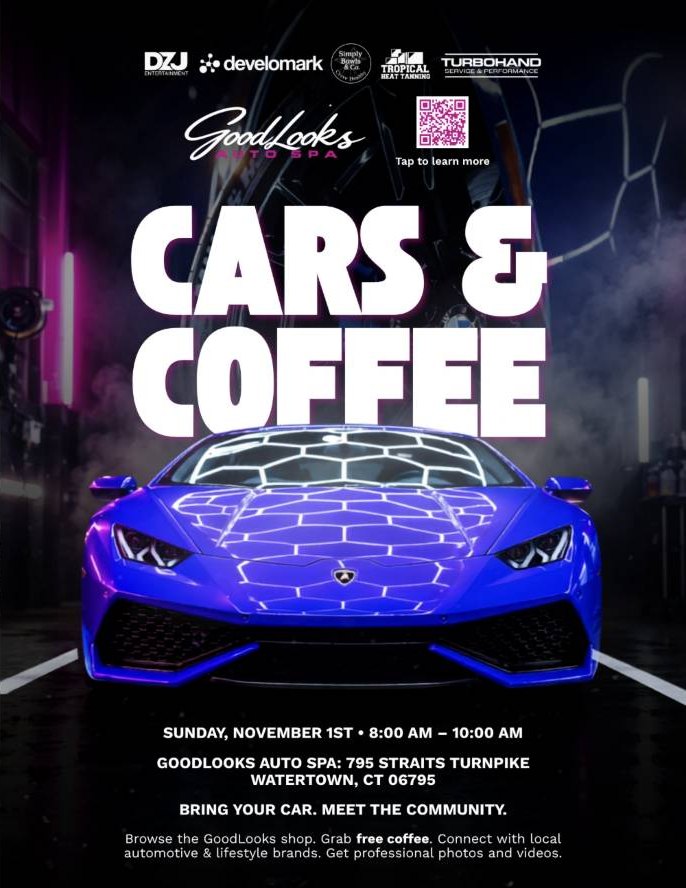 DZJ
ENTERTAINMENT
develomark
Simply
Bowls
& Co.
TROPICAL
HEAT TANNING
TURBOHAND
SERVICE & PERFORMANCE
GoodLooks
AUTO SPA
Tap to learn more
CARS &
COFFEE
SUNDAY, NOVEMBER 1ST • 8:00 AM – 10:00 AM
GOODLOOKS AUTO SPA: 795 STRAITS TURNPIKE
WATERTOWN, CT 06795
BRING YOUR CAR. MEET THE COMMUNITY.
Browse the GoodLooks shop. Grab free coffee. Connect with local
automotive & lifestyle brands. Get professional photos and videos.